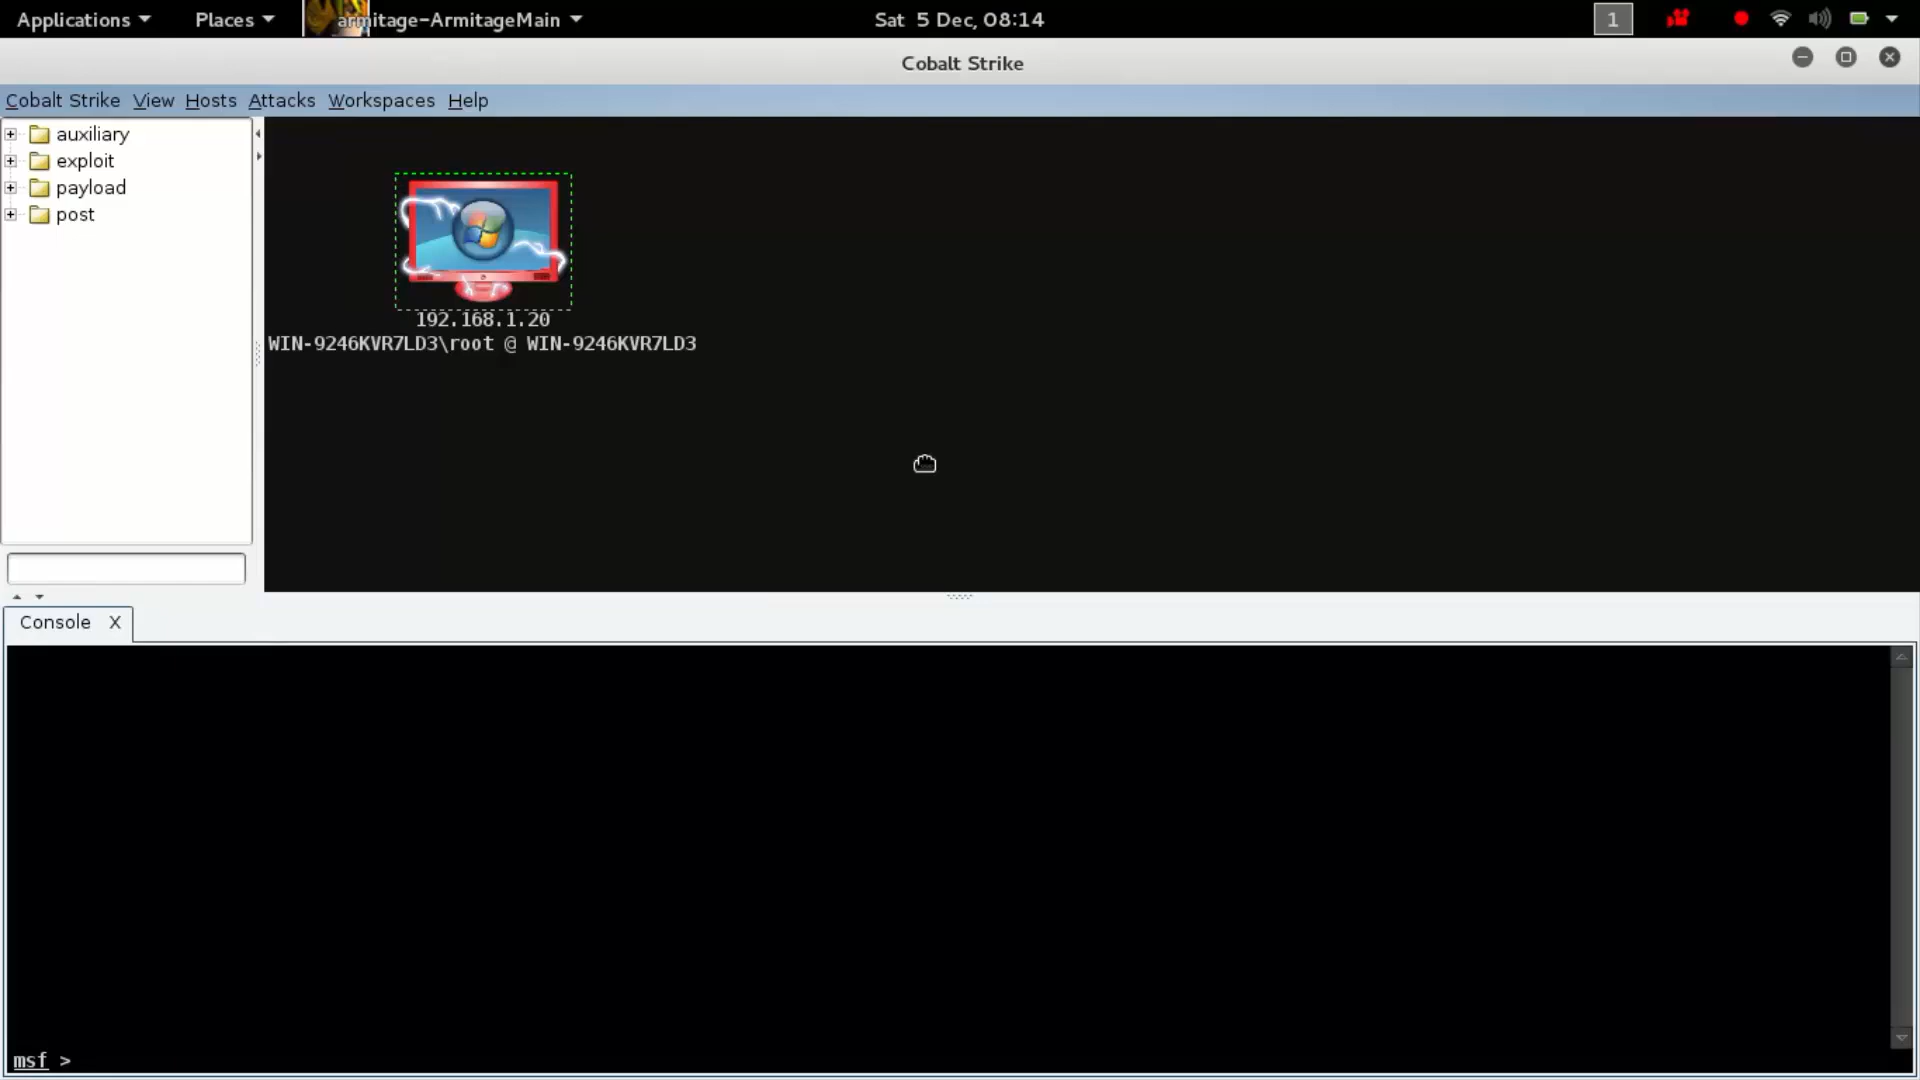 Applications Places armitage-ArmitageMain Sat 5 Dec, 08:14 1
Cobalt Strike
Cobalt Strike View Hosts Attacks Workspaces Help
auxiliary
exploit
payload
post
192.168.1.20
WIN-9246KVR7LD3\root @ WIN-9246KVR7LD3
Console X
msf >